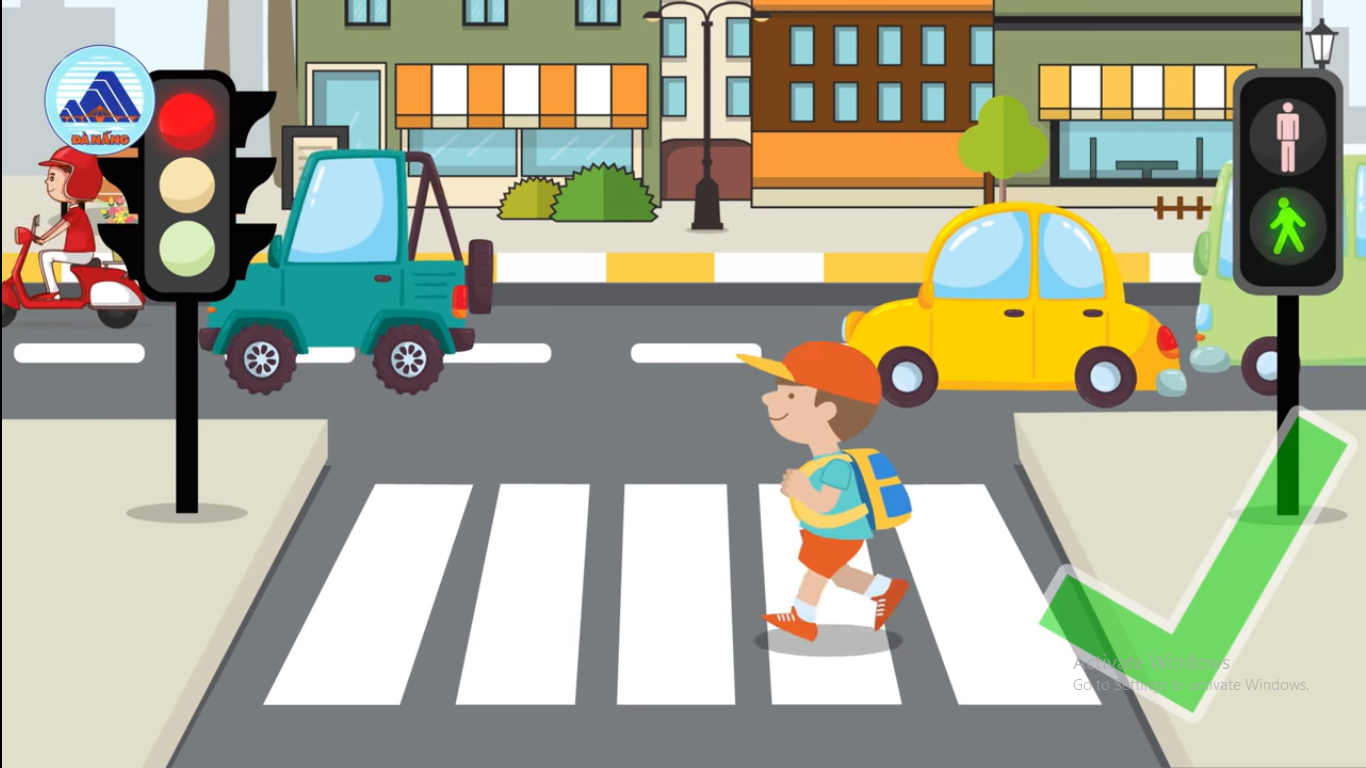 ĐÀ NẴNG
Activate Windows
Go to Settings to activate Windows.